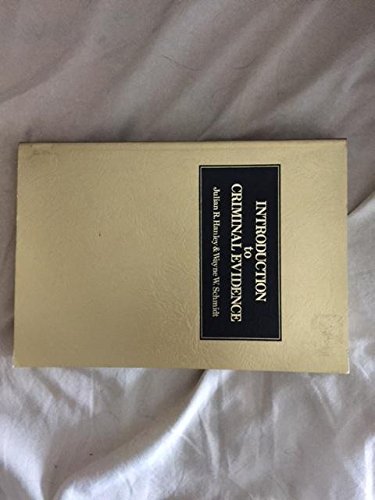 INTRODUCTION
to
CRIMINAL EVIDENCE
Julian R. Hanley & Wayne W. Schmidt